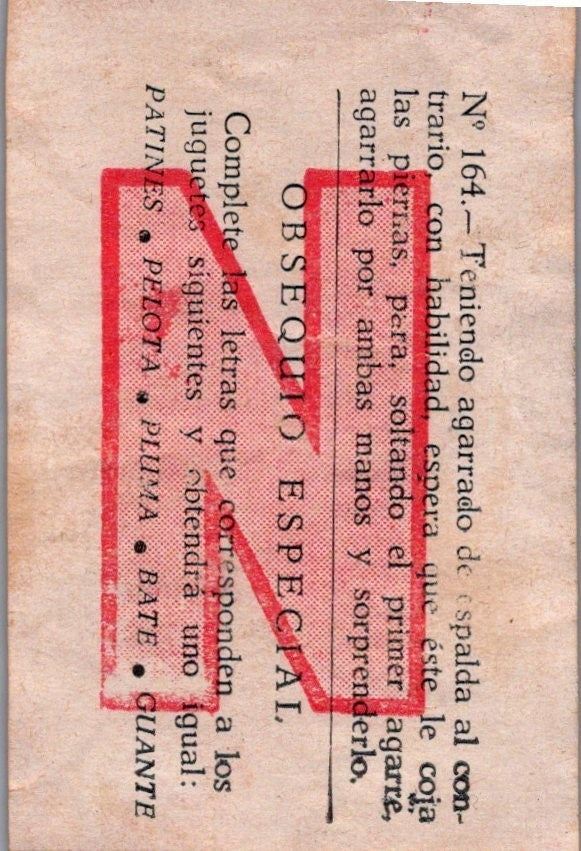 Nº 164.— Teniendo agarrado de espalda al con-
trario, con habilidad, espera que éste le coja
las piernas, para, soltando el primer agarre,
agarrarlo por ambas manos y sorprenderlo.
OBSEQUIO ESPECIAL
Complete las letras que corresponden a los
juguetes siguientes y obtendrá uno igual:
PATINES ● PELOTA ● PLUMA ● BATE ● GUANTE
N